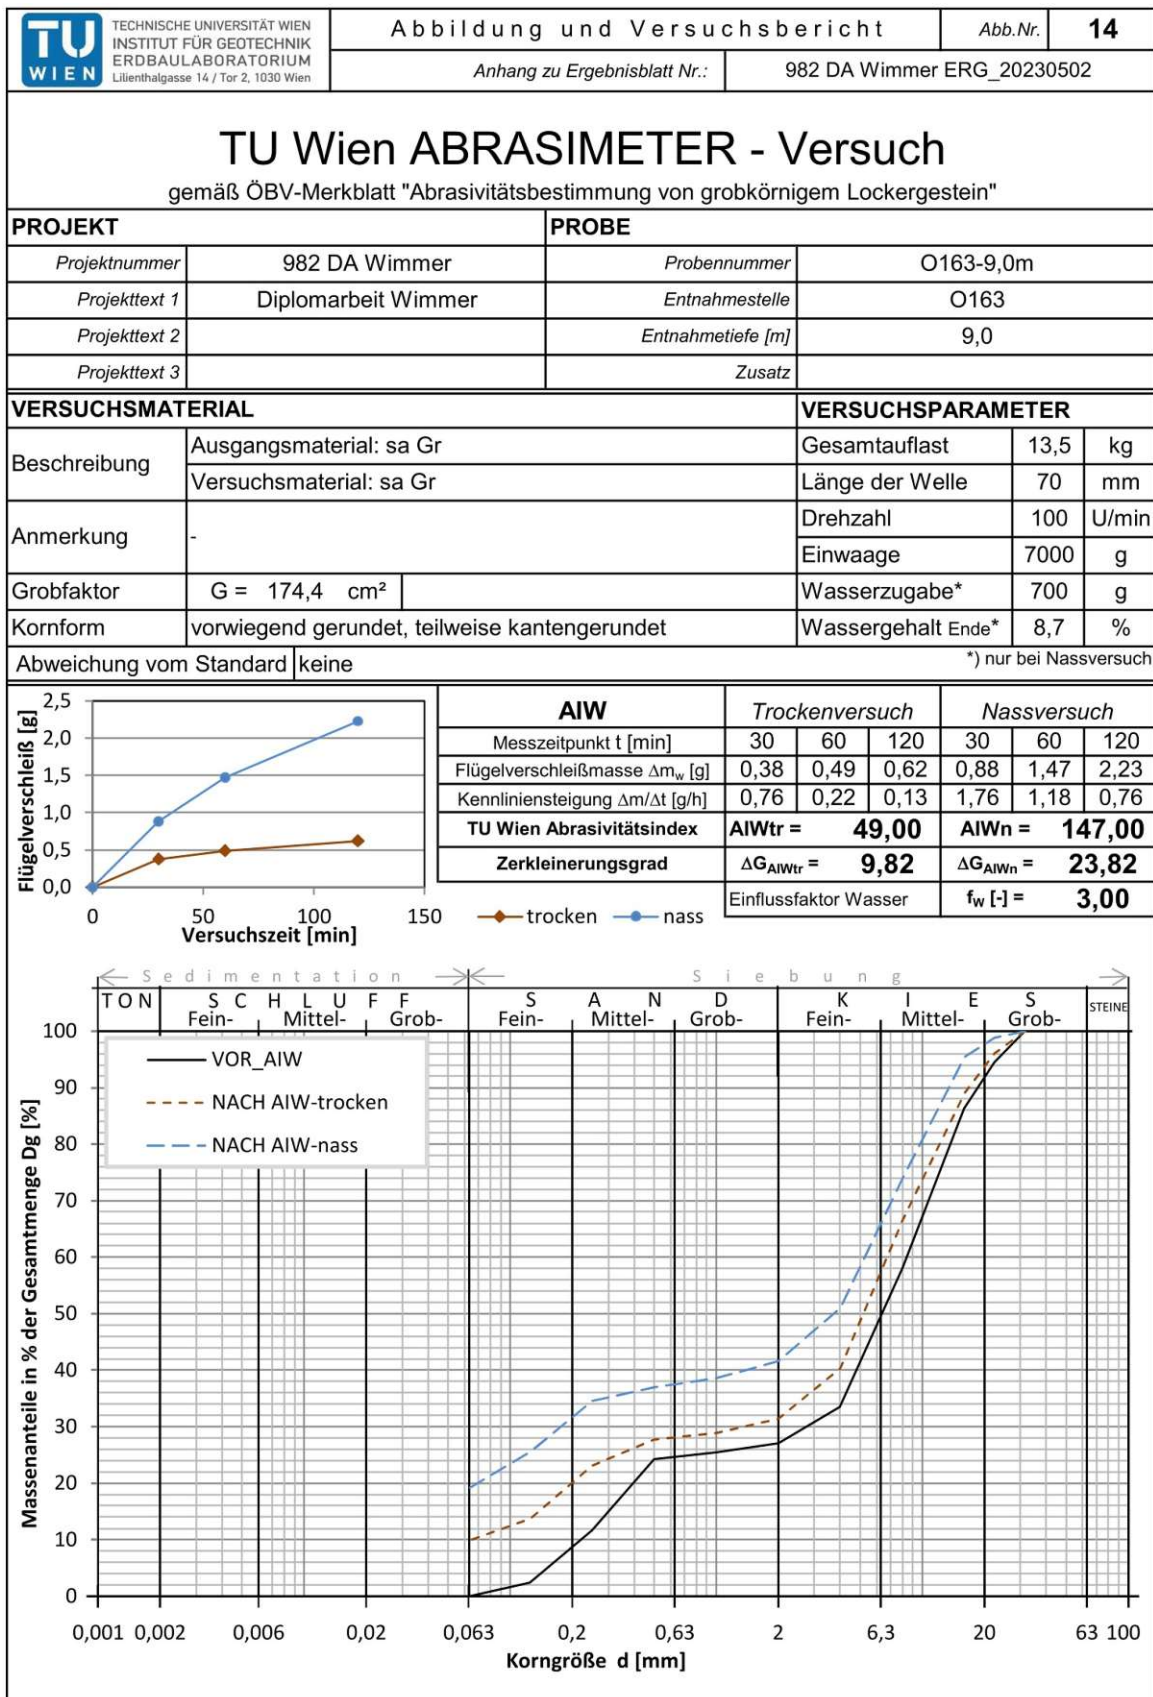 TU WIEN
TECHNISCHE UNIVERSITÄT WIEN
INSTITUT FÜR GEOTECHNIK
ERDBAULABORATORIUM
Lilienthalgasse 14 / Tor 2, 1030 Wien
Abbildung und Versuchsbericht
Abb.Nr. 14
Anhang zu Ergebnisblatt Nr.: 982 DA Wimmer ERG_20230502
TU Wien ABRASIMETER - Versuch
gemäß ÖBV-Merkblatt "Abrasivitätsbestimmung von grobkörnigem Lockergestein"
PROJEKT PROBE
Projektnummer 982 DA Wimmer Probennummer O163-9,0m
Projekttext 1 Diplomarbeit Wimmer Entnahmestelle O163
Projekttext 2 Entnahmetiefe [m] 9,0
Projekttext 3 Zusatz
VERSUCHSMATERIAL VERSUCHSPARAMETER
Beschreibung Ausgangsmaterial: sa Gr Gesamtauflast 13,5 kg
Versuchsmaterial: sa Gr Länge der Welle 70 mm
Anmerkung - Drehzahl 100 U/min
Einwaage 7000 g
Grobfaktor G = 174,4 cm² Wasserzugabe* 700 g
Kornform vorwiegend gerundet, teilweise kantengerundet Wassergehalt Ende* 8,7 %
Abweichung vom Standard keine *) nur bei Nassversuch
Flügelverschleiß [g]
2,5
2,0
1,5
1,0
0,5
0,0
0 50 100 150
Versuchszeit [min]
trocken nass
AIW Trockenversuch Nassversuch
Messzeitpunkt t [min] 30 60 120 30 60 120
Flügelverschleißmasse Δmw [g] 0,38 0,49 0,62 0,88 1,47 2,23
Kennliniensteigung Δm/Δt [g/h] 0,76 0,22 0,13 1,76 1,18 0,76
TU Wien Abrasivitätsindex AIWtr = 49,00 AIWn = 147,00
Zerkleinerungsgrad ΔGAIWtr = 9,82 ΔGAIWn = 23,82
Einflussfaktor Wasser fw [-] = 3,00
Sedimentation Siebung
TON SCHLUFF SAND KIES STEINE
Fein- Mittel- Grob- Fein- Mittel- Grob- Fein- Mittel- Grob-
VOR_AIW
NACH AIW-trocken
NACH AIW-nass
Massenanteile in % der Gesamtmenge Dg [%]
100
90
80
70
60
50
40
30
20
10
0
0,001 0,002 0,006 0,02 0,063 0,2 0,63 2 6,3 20 63 100
Korngröße d [mm]